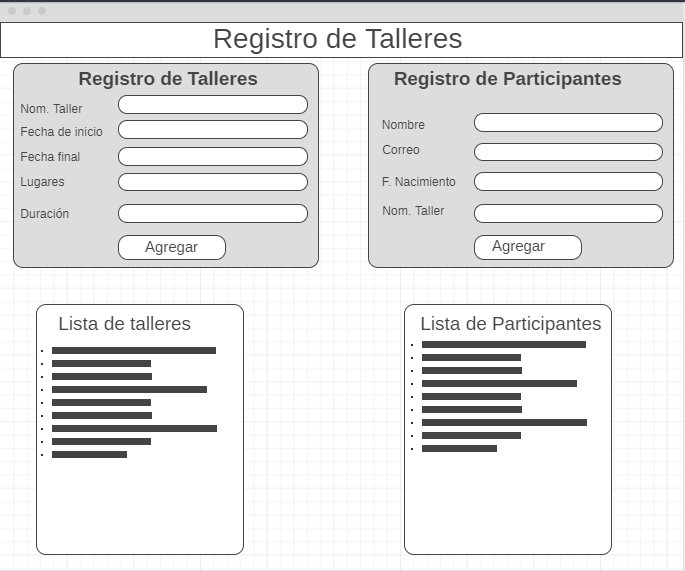 Registro de Talleres
Registro de Talleres
Nom. Taller
Fecha de inicio
Fecha final
Lugares
Duración
Agregar
Registro de Participantes
Nombre
Correo
F. Nacimiento
Nom. Taller
Agregar
Lista de talleres
Lista de Participantes